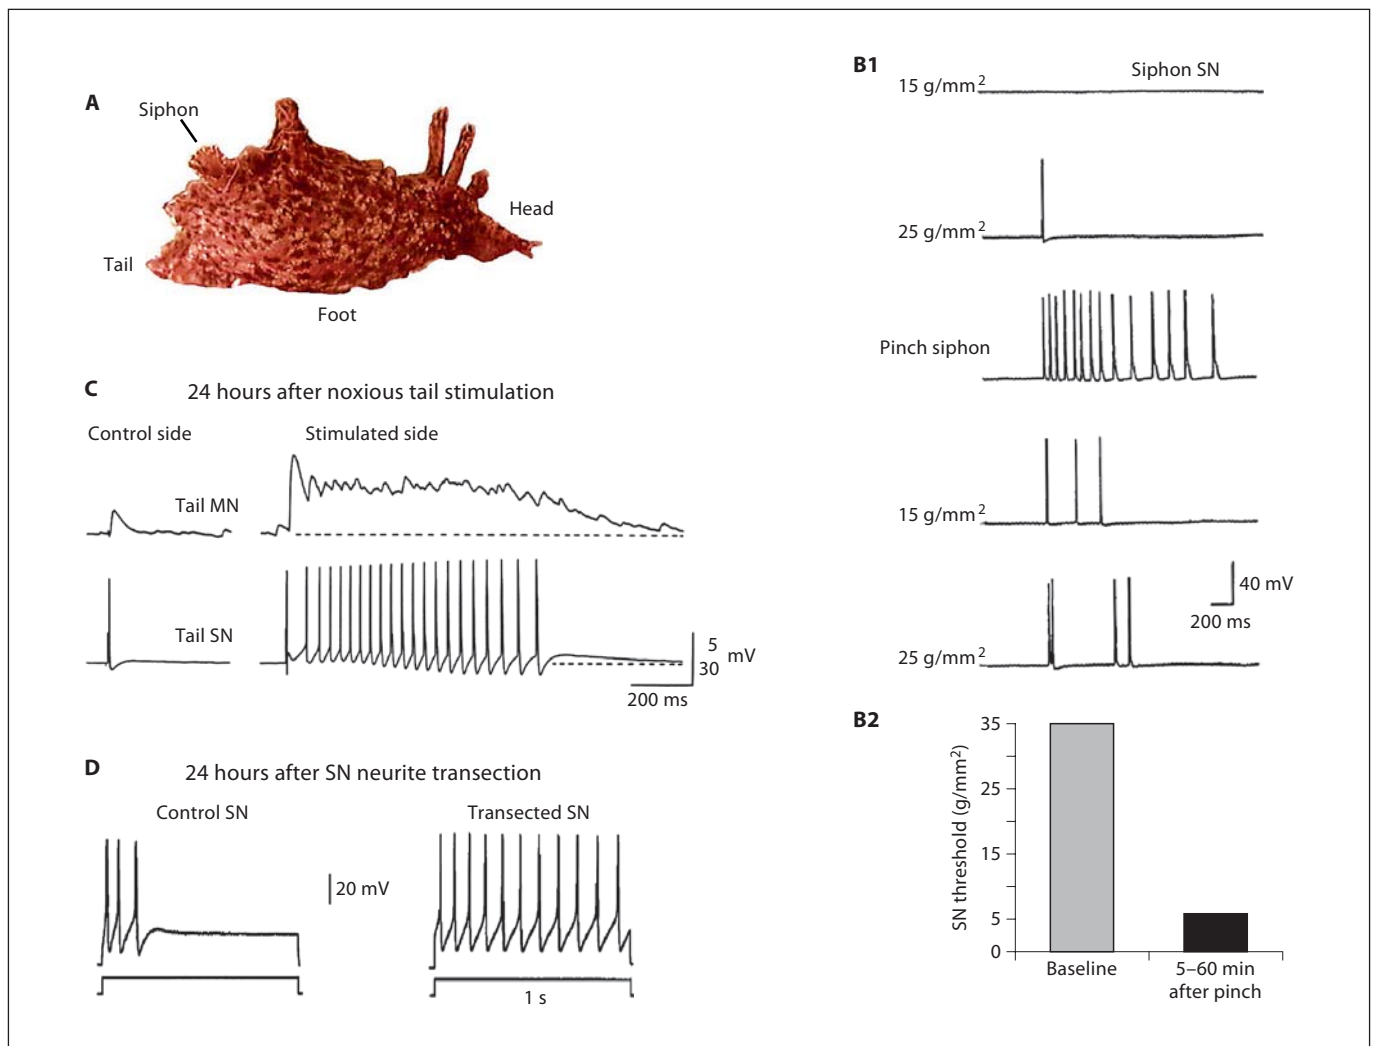 A
Siphon
Head
Tail
Foot
B1
Siphon SN
15 g/mm2
25 g/mm2
Pinch siphon
15 g/mm2
25 g/mm2
40 mV
200 ms
C
24 hours after noxious tail stimulation
Control side
Stimulated side
Tail MN
Tail SN
5
30
mV
200 ms
D
24 hours after SN neurite transection
Control SN
Transected SN
20 mV
1 s
B2
SN threshold (g/mm2)
35
25
15
5
0
Baseline
5–60 min
after pinch